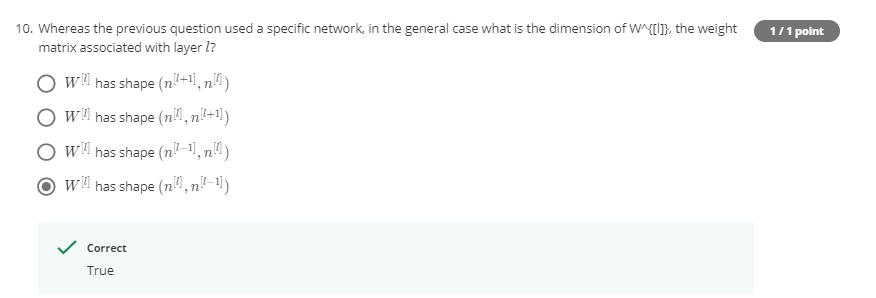 10. Whereas the previous question used a specific network, in the general case what is the dimension of W^{[l]}, the weight
matrix associated with layer l?
1 / 1 point
W^[l] has shape (n^[l+1], n^[l])
W^[l] has shape (n^[l], n^[l+1])
W^[l] has shape (n^[l−1], n^[l])
W^[l] has shape (n^[l], n^[l−1])
Correct
True